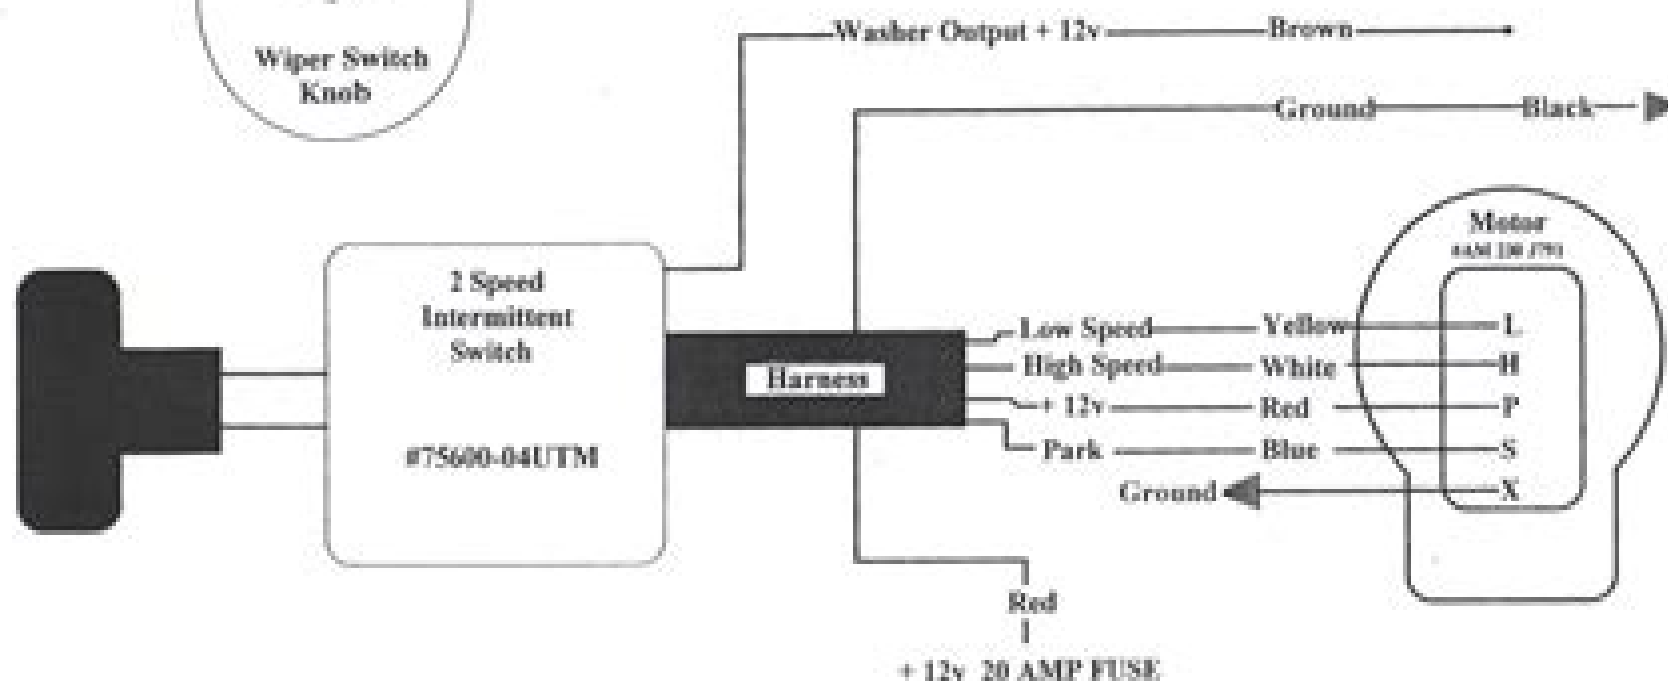 Wiper Switch
Knob
Washer Output + 12v
Brown
Ground
Black
Motor
2 Speed
Intermittent
Switch
#75600-04UTM
Harness
Low Speed
Yellow
L
High Speed
White
H
+ 12v
Red
P
Park
Blue
S
Ground
X
Red
+ 12v 20 AMP FUSE